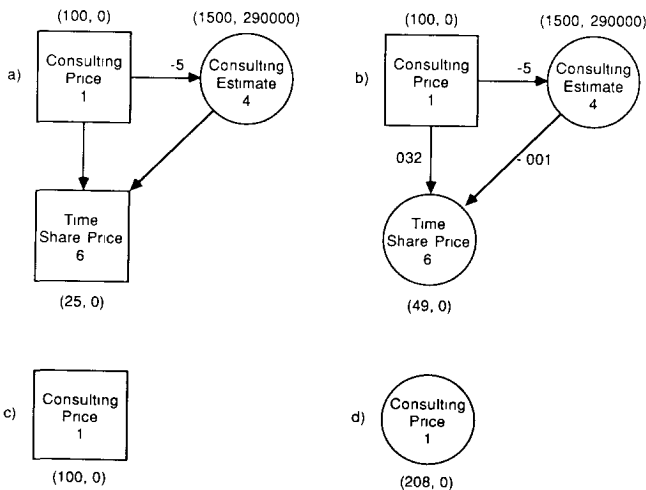 (100, 0)
(1500, 290000)
a)
Consulting
Price
1
-5
Consulting
Estimate
4
Time
Share Price
6
(25, 0)
(100, 0)
(1500, 290000)
b)
Consulting
Price
1
-5
Consulting
Estimate
4
032
- 001
Time
Share Price
6
(49, 0)
c)
Consulting
Price
1
(100, 0)
d)
Consulting
Price
1
(208, 0)